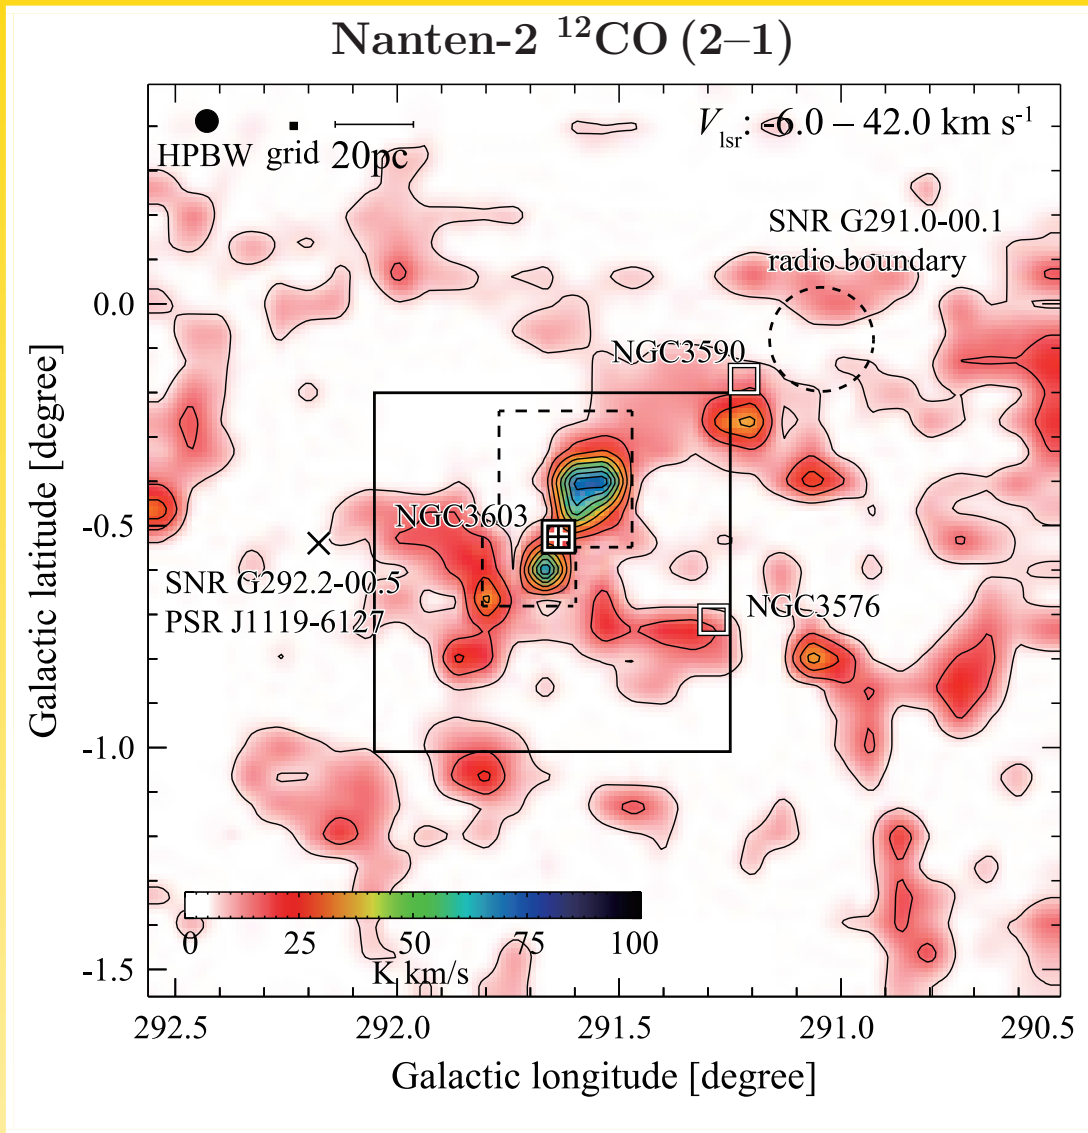 Nanten-2 ¹²CO (2–1)
V_lsr: -6.0 – 42.0 km s⁻¹
HPBW grid 20pc
SNR G291.0-00.1
radio boundary
NGC3590
NGC3603
SNR G292.2-00.5
PSR J1119-6127
NGC3576
0.0
-0.5
-1.0
-1.5
Galactic latitude [degree]
0 25 50 75 100
K km/s
292.5 292.0 291.5 291.0 290.5
Galactic longitude [degree]